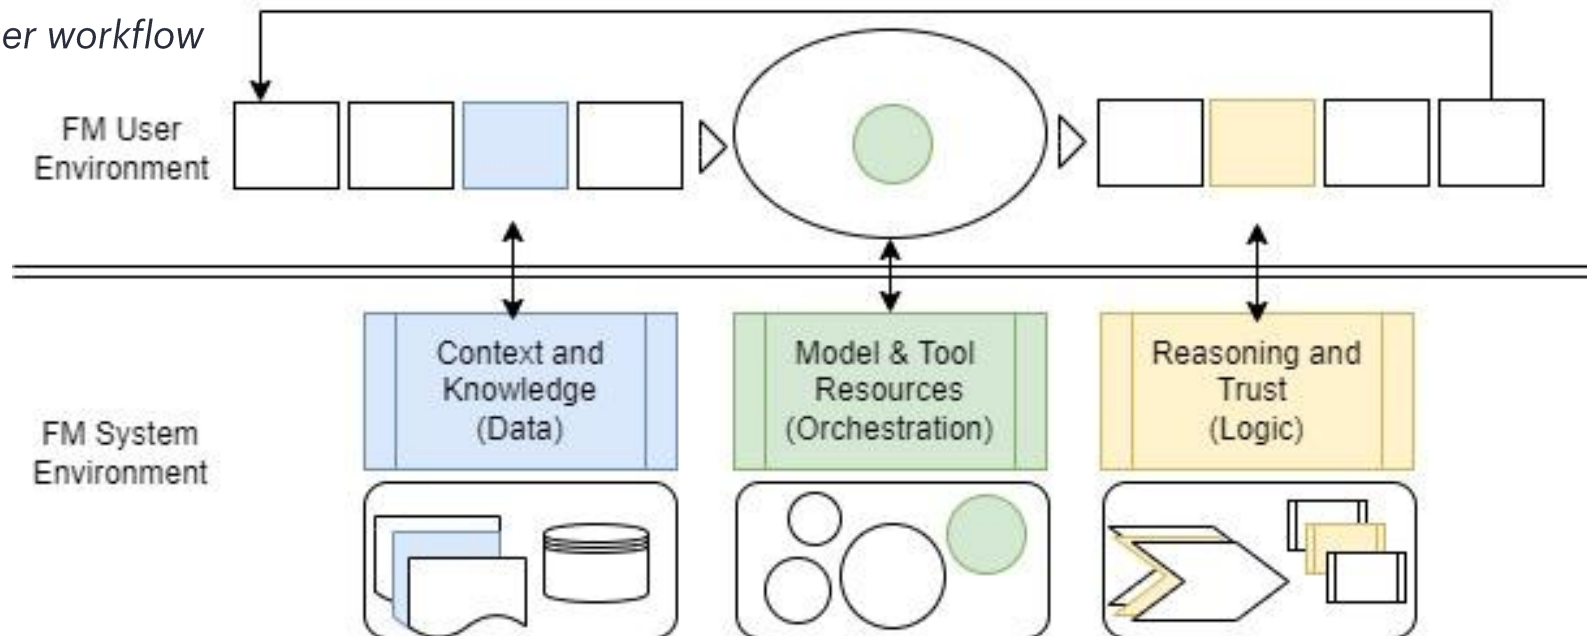 er workflow
FM User
Environment
Context and
Knowledge
(Data)
Model & Tool
Resources
(Orchestration)
Reasoning and
Trust
(Logic)
FM System
Environment